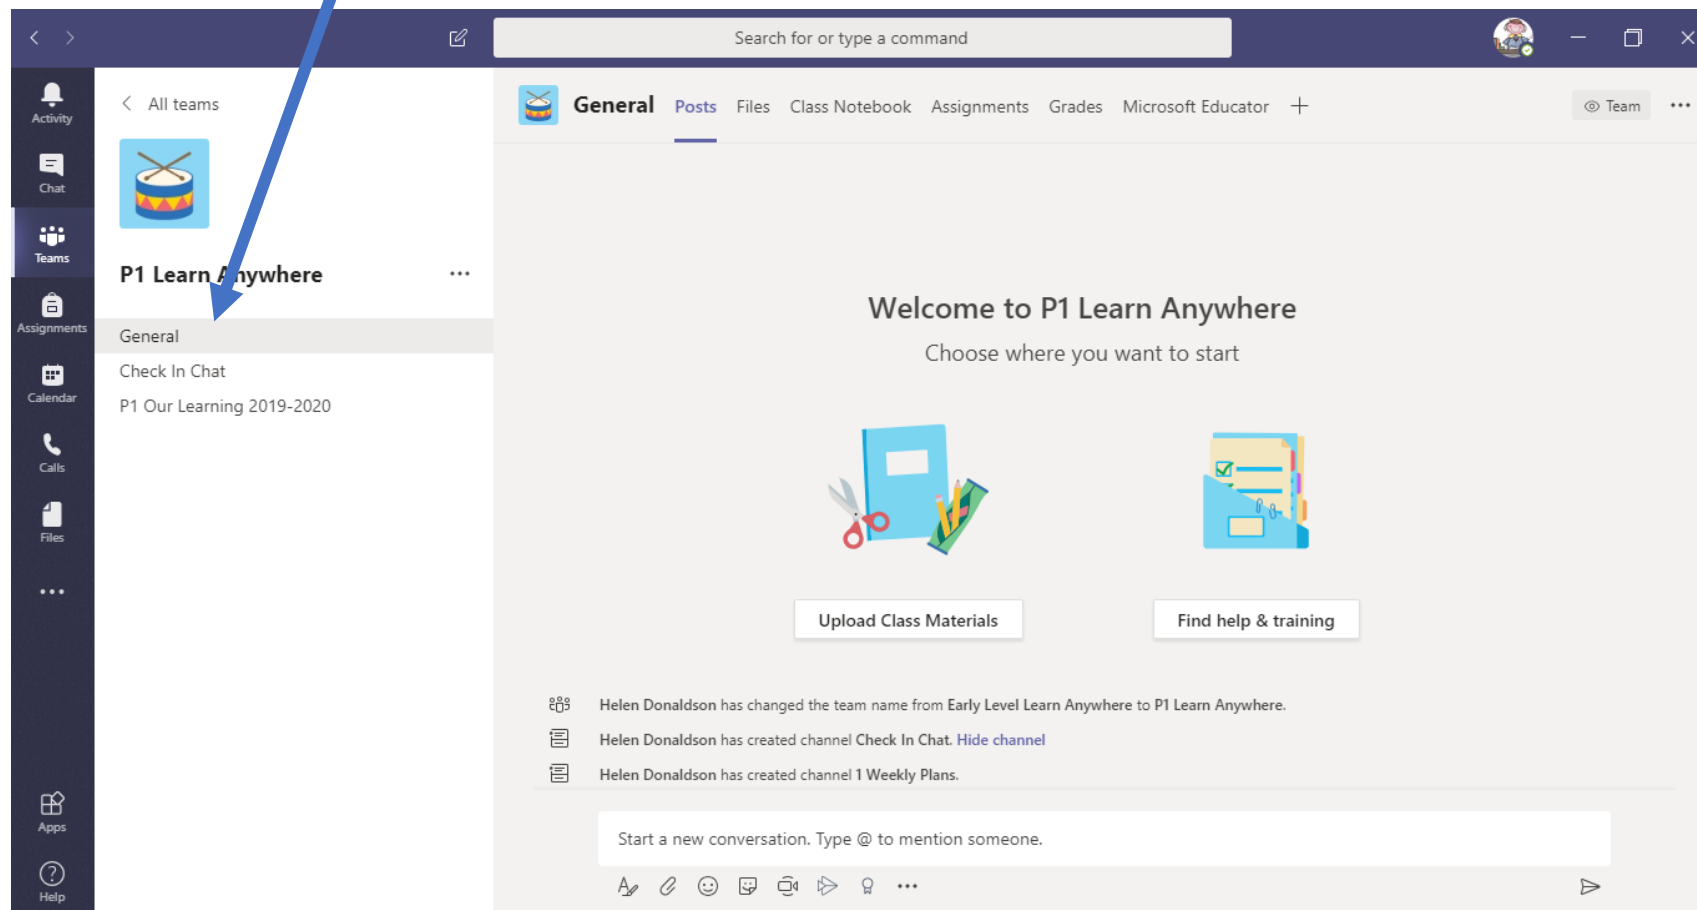 Search for or type a command
Activity
Chat
Teams
Assignments
Calendar
Calls
Files
Apps
Help
All teams
P1 Learn Anywhere
General
Check In Chat
P1 Our Learning 2019-2020
General Posts Files Class Notebook Assignments Grades Microsoft Educator
Team
Welcome to P1 Learn Anywhere
Choose where you want to start
Upload Class Materials
Find help & training
Helen Donaldson has changed the team name from Early Level Learn Anywhere to P1 Learn Anywhere.
Helen Donaldson has created channel Check In Chat. Hide channel
Helen Donaldson has created channel 1 Weekly Plans.
Start a new conversation. Type @ to mention someone.